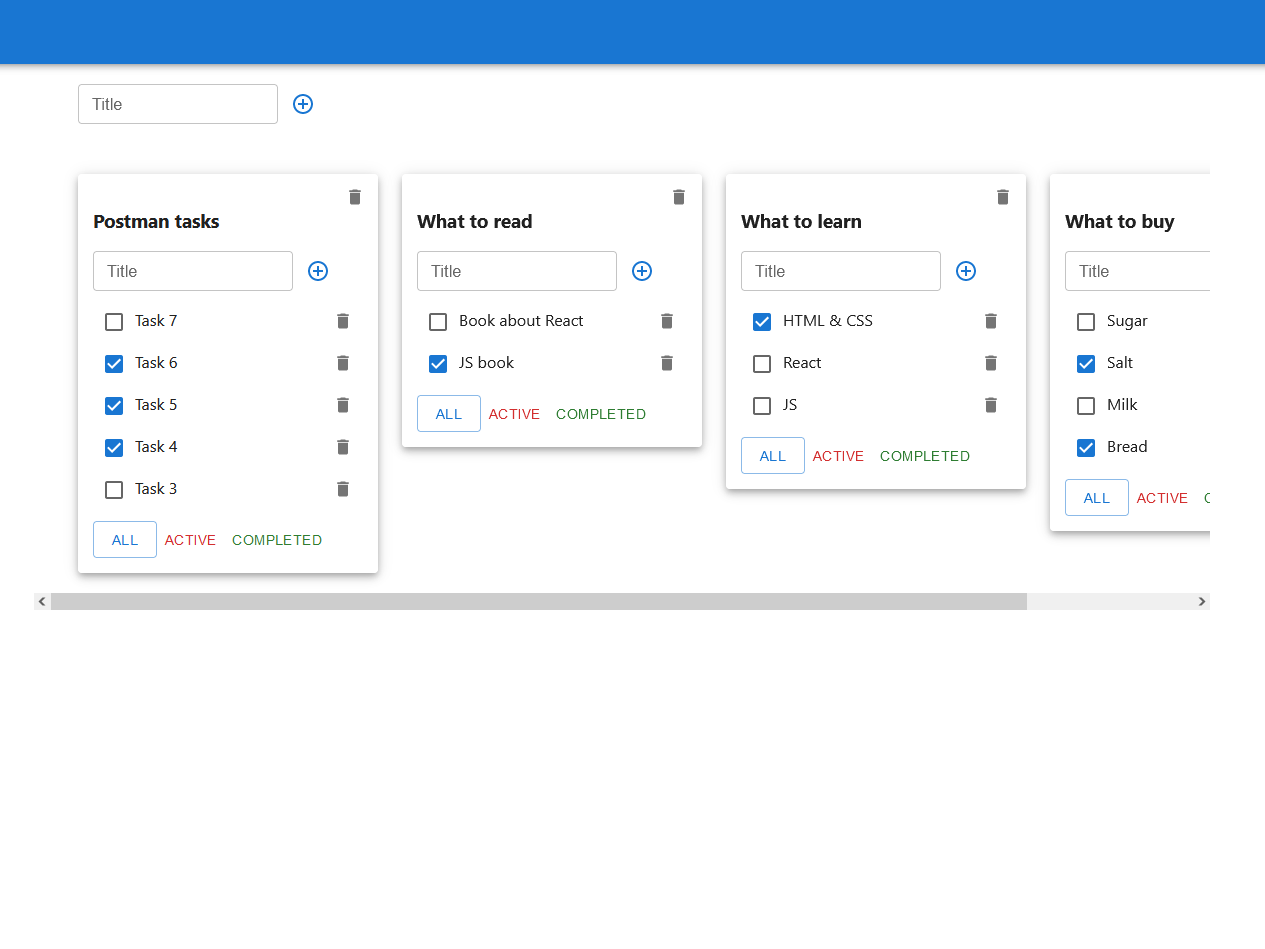 Title
Postman tasks
Title
Task 7
Task 6
Task 5
Task 4
Task 3
ALL ACTIVE COMPLETED
What to read
Title
Book about React
JS book
ALL ACTIVE COMPLETED
What to learn
Title
HTML & CSS
React
JS
ALL ACTIVE COMPLETED
What to buy
Title
Sugar
Salt
Milk
Bread
ALL ACTIVE